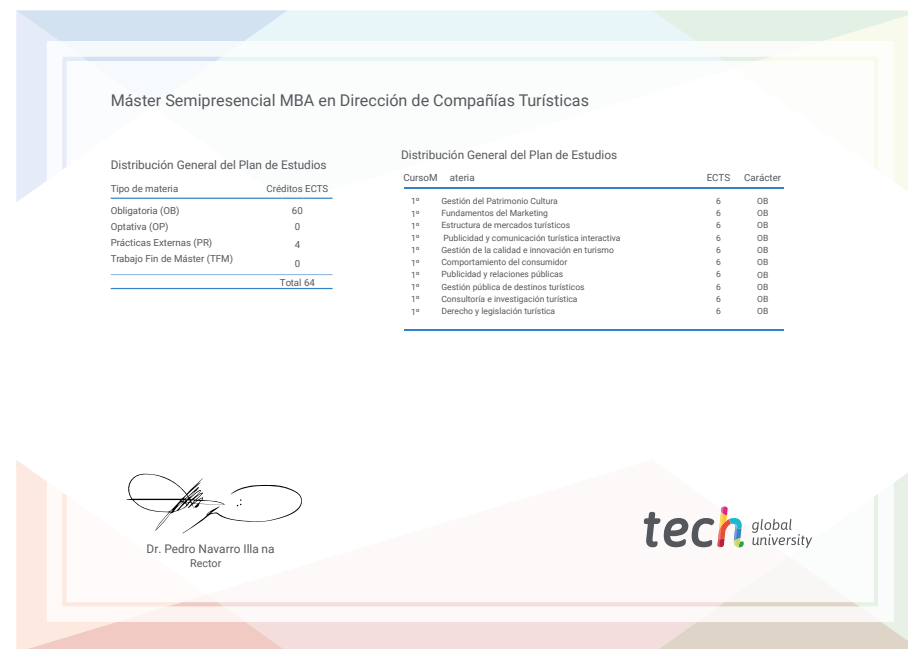 Máster Semipresencial MBA en Dirección de Compañías Turísticas
Distribución General del Plan de Estudios
Tipo de materia Créditos ECTS
Obligatoria (OB) 60
Optativa (OP) 0
Prácticas Externas (PR) 4
Trabajo Fin de Máster (TFM) 0
Total 64
Distribución General del Plan de Estudios
CursoM ateria ECTS Carácter
1º Gestión del Patrimonio Cultura 6 OB
1º Fundamentos del Marketing 6 OB
1º Estructura de mercados turísticos 6 OB
1º Publicidad y comunicación turística interactiva 6 OB
1º Gestión de la calidad e innovación en turismo 6 OB
1º Comportamiento del consumidor 6 OB
1º Publicidad y relaciones públicas 6 OB
1º Gestión pública de destinos turísticos 6 OB
1º Consultoría e investigación turística 6 OB
1º Derecho y legislación turística 6 OB
Dr. Pedro Navarro Illa na
Rector
tech global
university